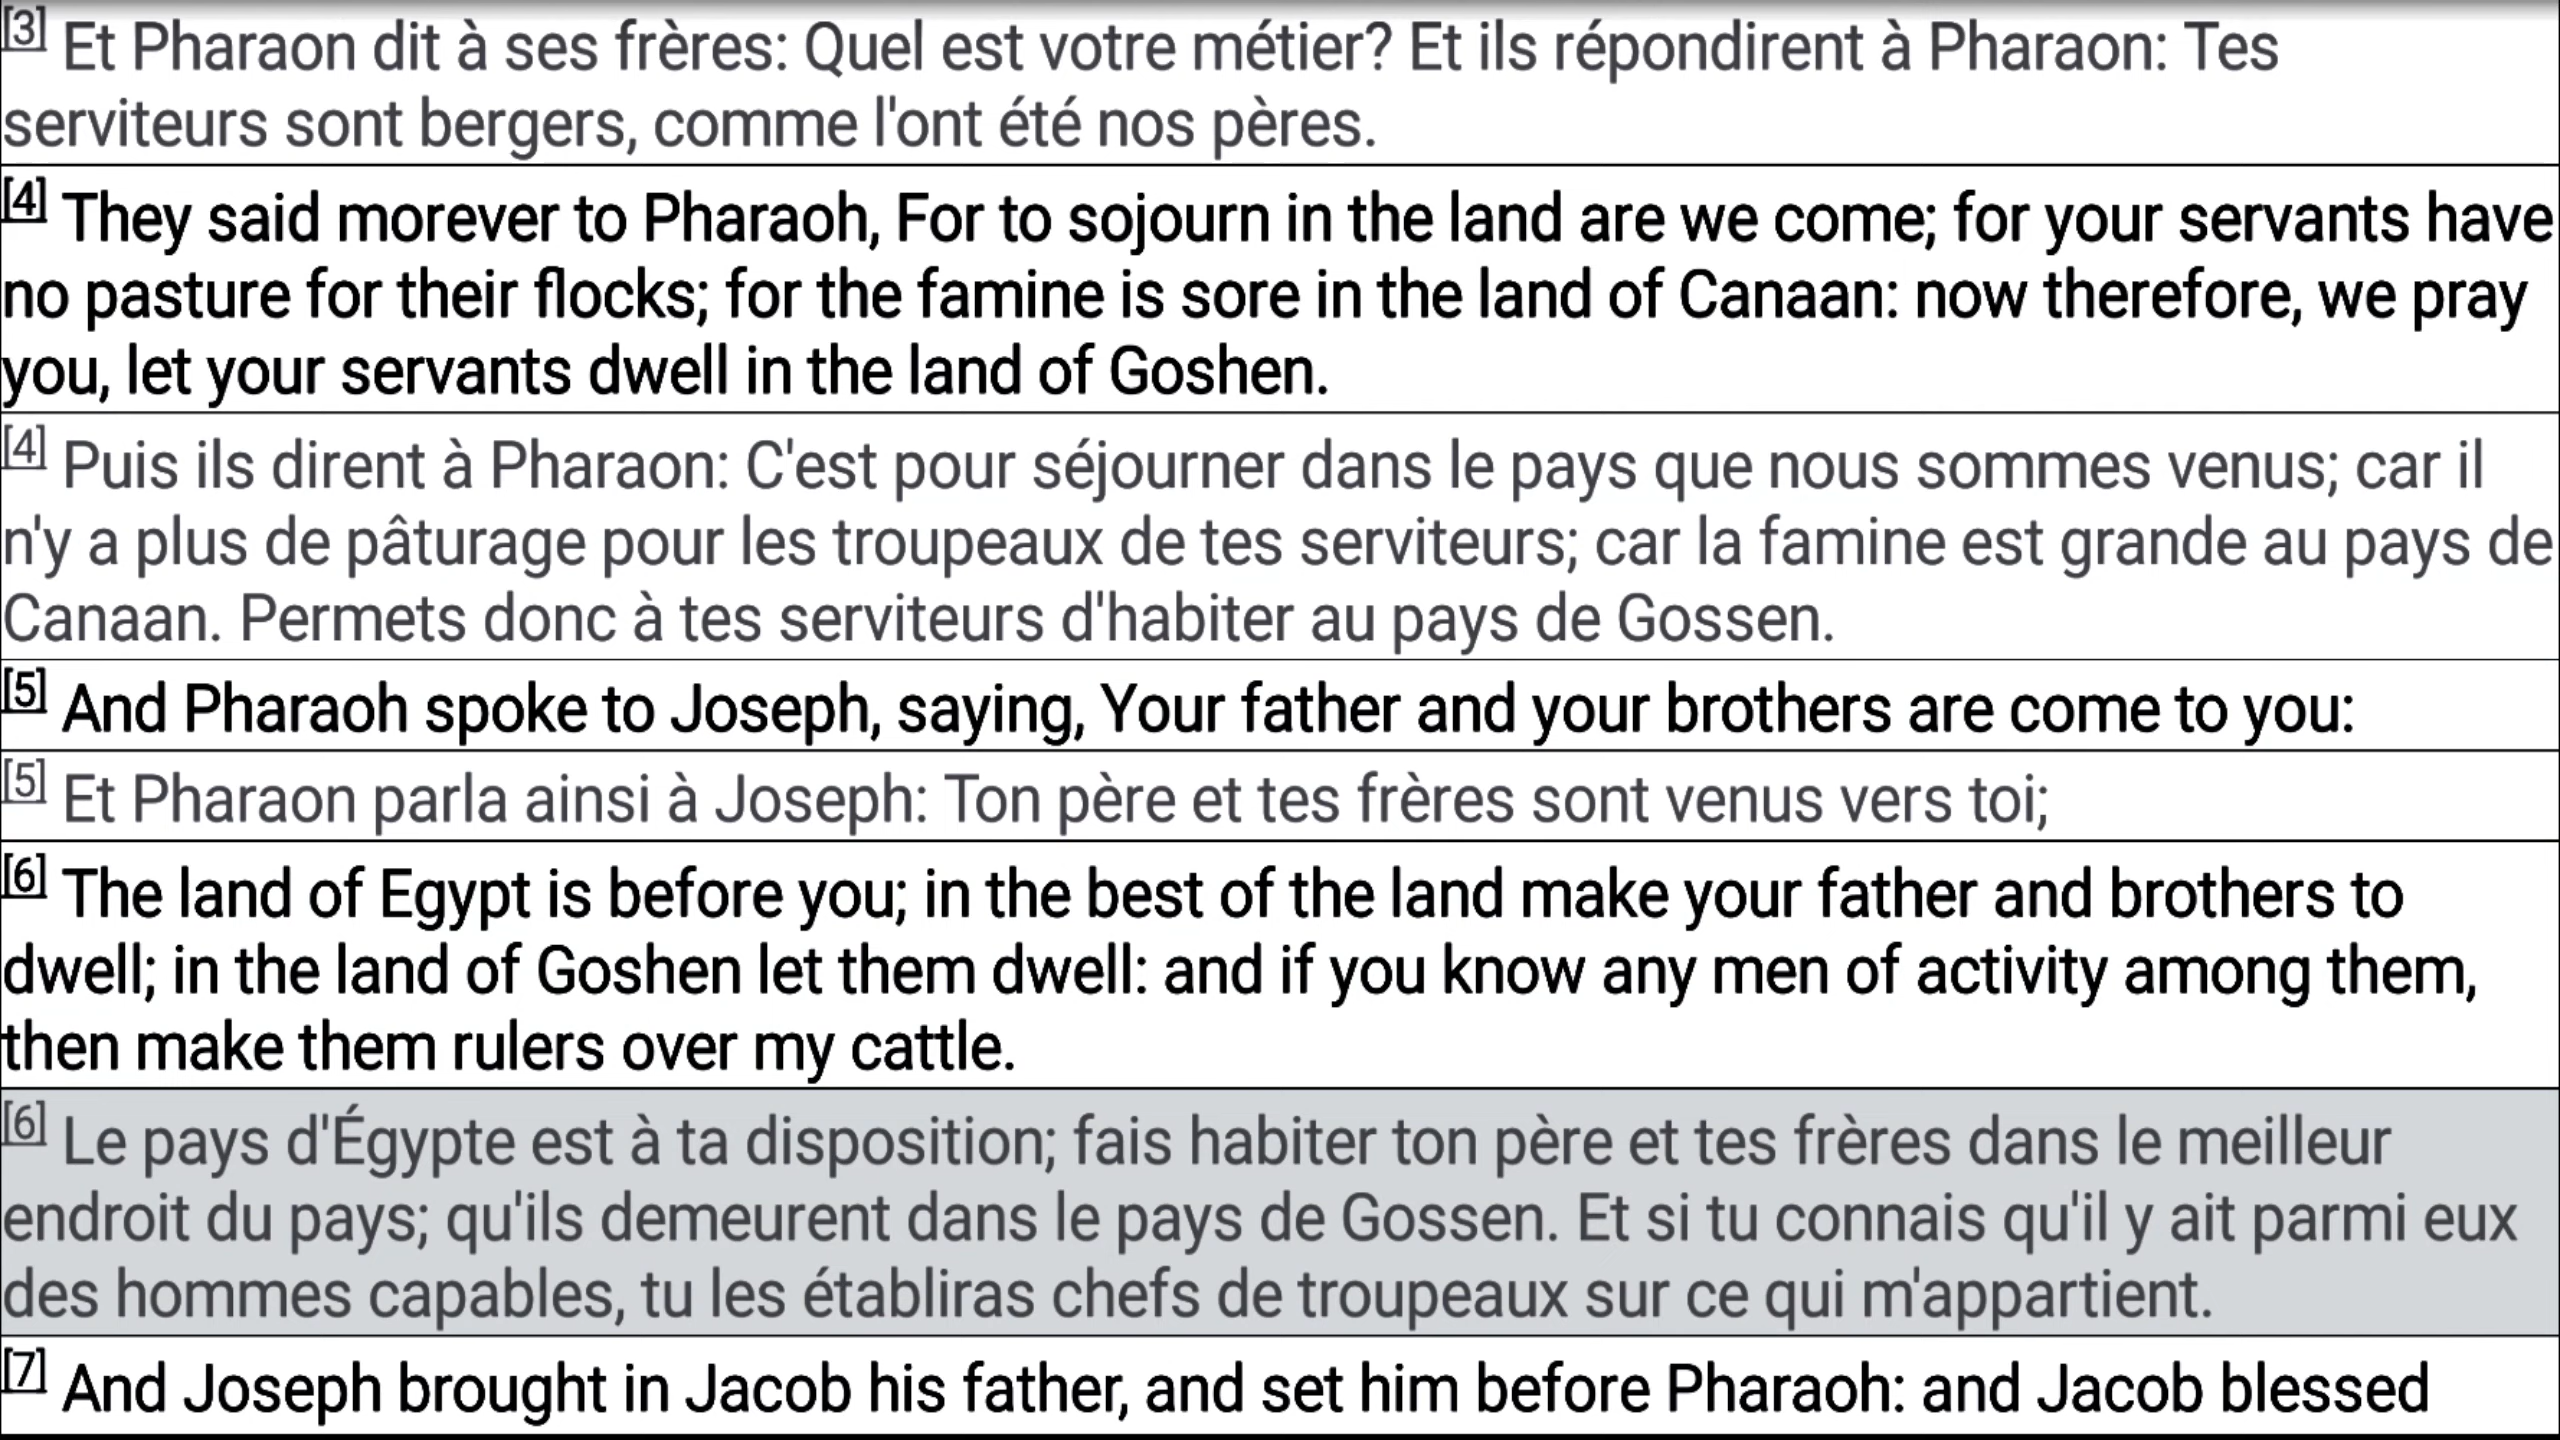 [3] Et Pharaon dit à ses frères: Quel est votre métier? Et ils répondirent à Pharaon: Tes
serviteurs sont bergers, comme l'ont été nos pères.
[4] They said morever to Pharaoh, For to sojourn in the land are we come; for your servants have
no pasture for their flocks; for the famine is sore in the land of Canaan: now therefore, we pray
you, let your servants dwell in the land of Goshen.
[4] Puis ils dirent à Pharaon: C'est pour séjourner dans le pays que nous sommes venus; car il
n'y a plus de pâturage pour les troupeaux de tes serviteurs; car la famine est grande au pays de
Canaan. Permets donc à tes serviteurs d'habiter au pays de Gossen.
[5] And Pharaoh spoke to Joseph, saying, Your father and your brothers are come to you:
[5] Et Pharaon parla ainsi à Joseph: Ton père et tes frères sont venus vers toi;
[6] The land of Egypt is before you; in the best of the land make your father and brothers to
dwell; in the land of Goshen let them dwell: and if you know any men of activity among them,
then make them rulers over my cattle.
[6] Le pays d'Égypte est à ta disposition; fais habiter ton père et tes frères dans le meilleur
endroit du pays; qu'ils demeurent dans le pays de Gossen. Et si tu connais qu'il y ait parmi eux
des hommes capables, tu les établiras chefs de troupeaux sur ce qui m'appartient.
[7] And Joseph brought in Jacob his father, and set him before Pharaoh: and Jacob blessed